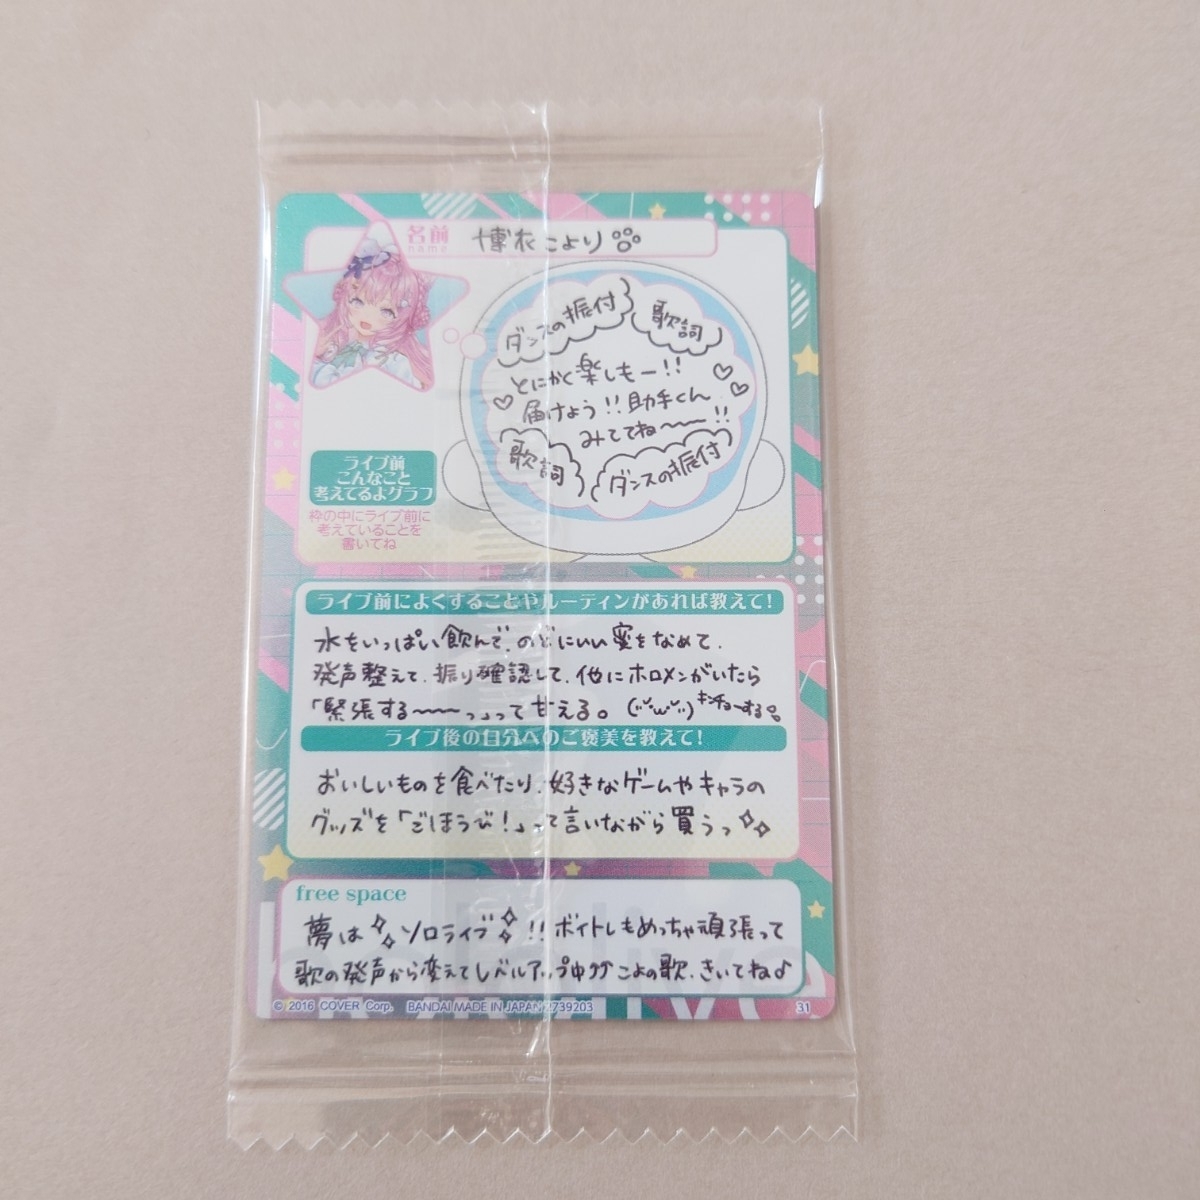 名前
name
博衣こより
ダンスの振付
歌詞
とにかく楽しもー!!
届けよう!!助手くん
みててね〜〜!!
歌詞
ダンスの振付
ライブ前
こんなこと
考えてるよグラフ
枠の中にライブ前に
考えていることを
書いてね
ライブ前によくすることやルーティンがあれば教えて!
水をいっぱい飲んで、のどにいい蜜をなめて、
発声整えて、振り確認して、他にホロメンがいたら
「緊張する〜〜っ」って甘える。 キンチョーする
ライブ後の自分へのご褒美を教えて!
おいしいものを食べたり、好きなゲームやキャラの
グッズを「ごほうび!」って言いながら買うっ
free space
夢は ソロライブ !! ボイトレもめっちゃ頑張って
歌の発声から変えてレベルアップ中 こよの歌、きいてね♪
© 2016 COVER Corp. BANDAI MADE IN JAPAN 2739203
31